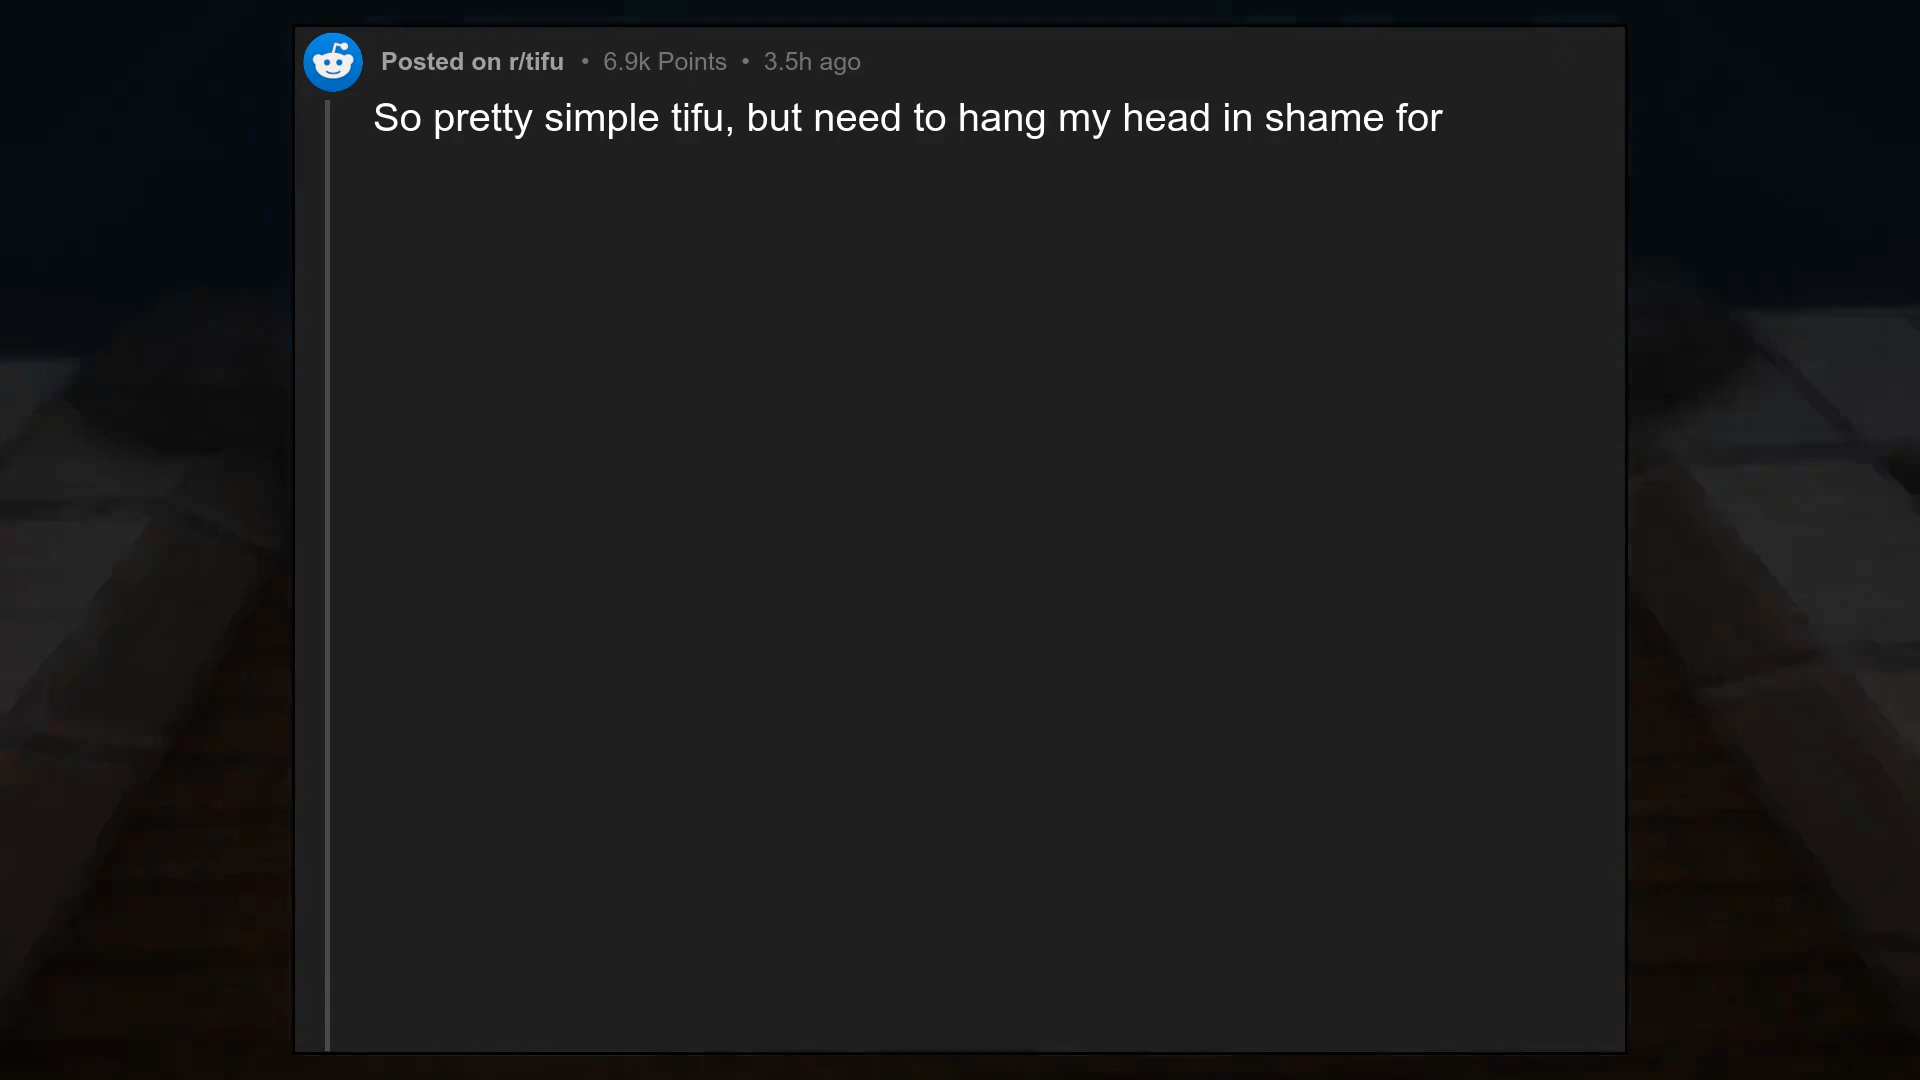 Posted on r/tifu • 6.9k Points • 3.5h ago
So pretty simple tifu, but need to hang my head in shame for